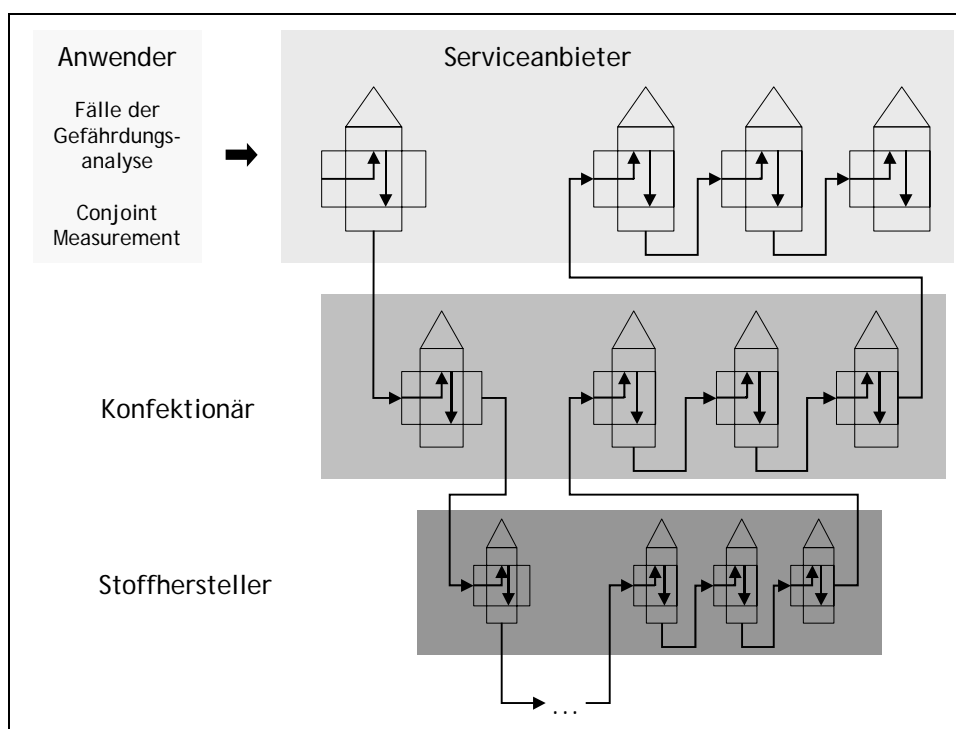 Anwender
Serviceanbieter
Fälle der
Gefährdungs-
analyse
Conjoint
Measurement
Konfektionär
Stoffhersteller
...